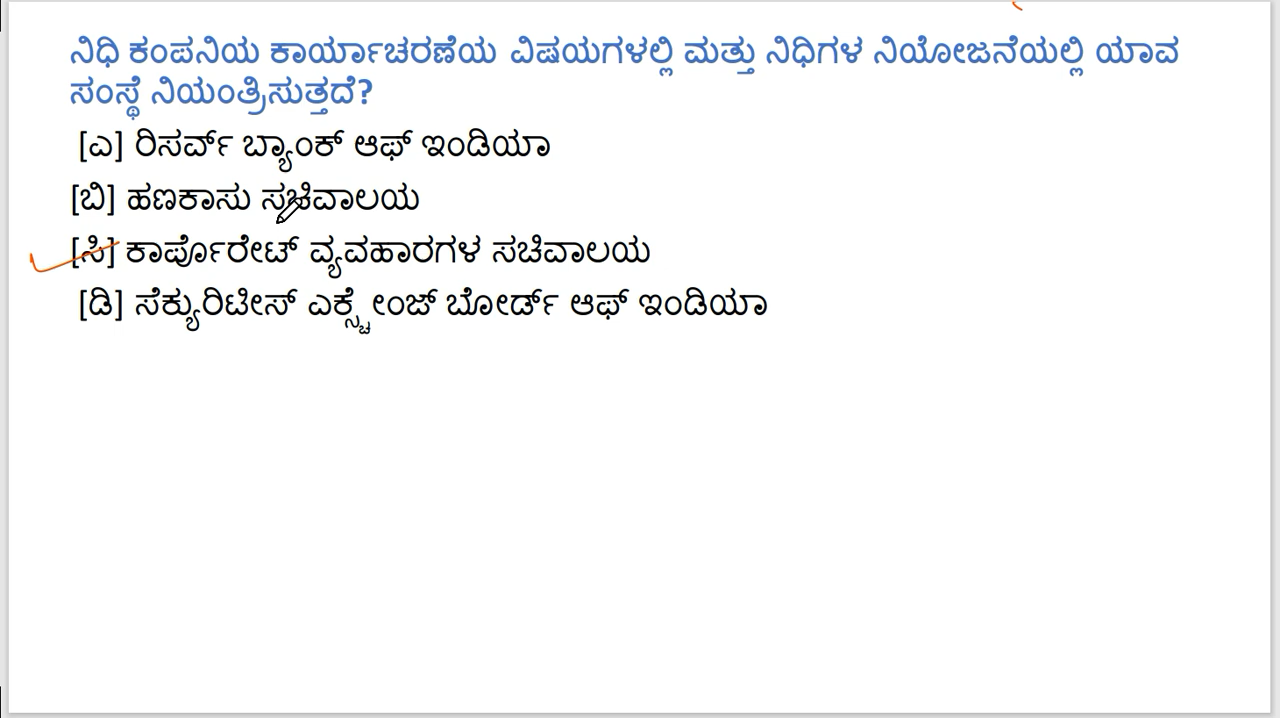 ನಿಧಿ ಕಂಪನಿಯ ಕಾರ್ಯಾಚರಣೆಯ ವಿಷಯಗಳಲ್ಲಿ ಮತ್ತು ನಿಧಿಗಳ ನಿಯೋಜನೆಯಲ್ಲಿ ಯಾವ
ಸಂಸ್ಥೆ ನಿಯಂತ್ರಿಸುತ್ತದೆ?
[ಎ] ರಿಸರ್ವ್ ಬ್ಯಾಂಕ್ ಆಫ್ ಇಂಡಿಯಾ
[ಬಿ] ಹಣಕಾಸು ಸಚಿವಾಲಯ
[ಸಿ] ಕಾರ್ಪೊರೇಟ್ ವ್ಯವಹಾರಗಳ ಸಚಿವಾಲಯ
[ಡಿ] ಸೆಕ್ಯುರಿಟೀಸ್ ಎಕ್ಸ್ಚೇಂಜ್ ಬೋರ್ಡ್ ಆಫ್ ಇಂಡಿಯಾ